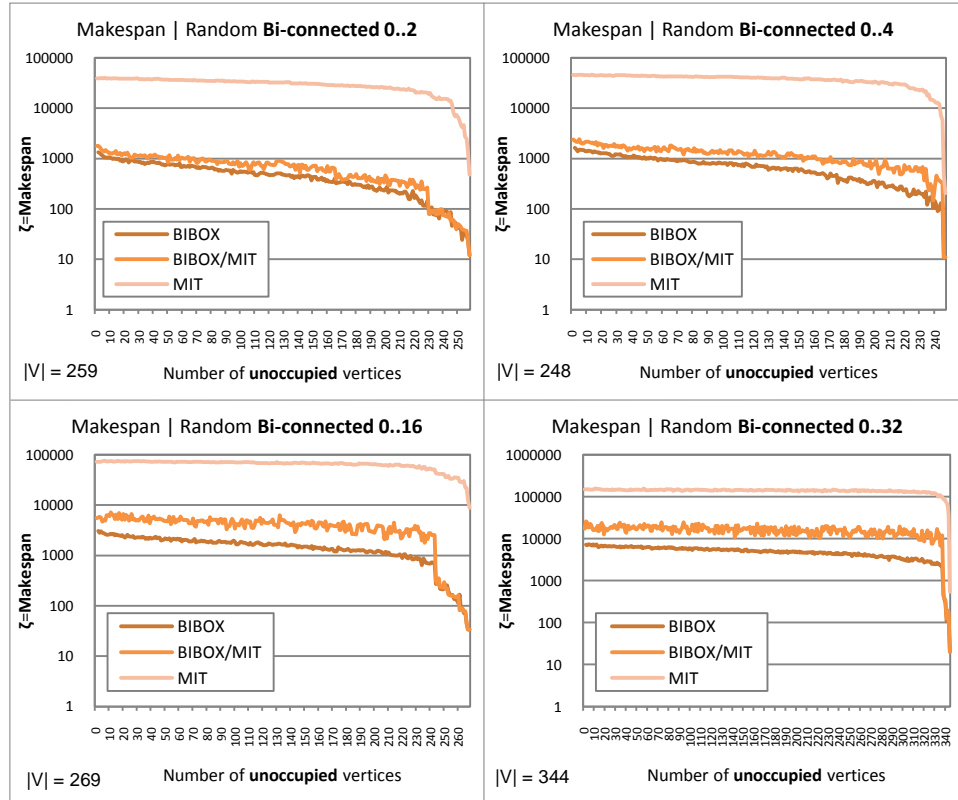 Makespan | Random Bi-connected 0..2
ζ=Makespan
100000
10000
1000
100
10
1
BIBOX
BIBOX/MIT
MIT
0 10 20 30 40 50 60 70 80 90 100 110 120 130 140 150 160 170 180 190 200 210 220 230 240 250
|V| = 259
Number of unoccupied vertices
Makespan | Random Bi-connected 0..4
ζ=Makespan
100000
10000
1000
100
10
1
BIBOX
BIBOX/MIT
MIT
0 10 20 30 40 50 60 70 80 90 100 110 120 130 140 150 160 170 180 190 200 210 220 230 240
|V| = 248
Number of unoccupied vertices
Makespan | Random Bi-connected 0..16
ζ=Makespan
100000
10000
1000
100
10
1
BIBOX
BIBOX/MIT
MIT
0 10 20 30 40 50 60 70 80 90 100 110 120 130 140 150 160 170 180 190 200 210 220 230 240 250 260
|V| = 269
Number of unoccupied vertices
Makespan | Random Bi-connected 0..32
ζ=Makespan
1000000
100000
10000
1000
100
10
1
BIBOX
BIBOX/MIT
MIT
0 10 20 30 40 50 60 70 80 90 100 110 120 130 140 150 160 170 180 190 200 210 220 230 240 250 260 270 280 290 300 310 320 330 340
|V| = 344
Number of unoccupied vertices